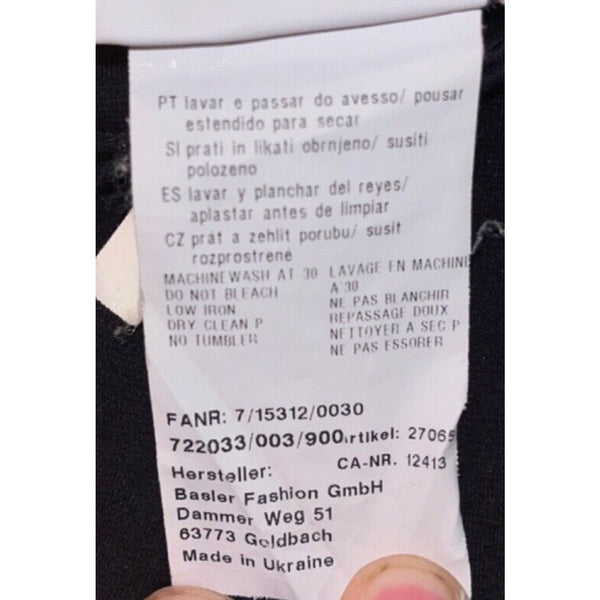 PT lavar e passar do avesso/ pousar
estendido para secar
SI prati in likati obrnjeno/ susiti
polozeno
ES lavar y planchar del reyes/
aplastar antes de limpiar
CZ prát a zehlit porubu/ susit
rozprostrené
MACHINE WASH AT 30
DO NOT BLEACH
LOW IRON
DRY CLEAN P
NO TUMBLER
LAVAGE EN MACHINE
A 30
NE PAS BLANCHIR
REPASSAGE DOUX
NETTOYER A SEC P
NE PAS ESSORER
FANR: 7/15312/0030
722033/003/900 rtikel: 27065
CA-NR. 12413
Hersteller:
Basler Fashion GmbH
Dammer Weg 51
63773 Goldbach
Made in Ukraine